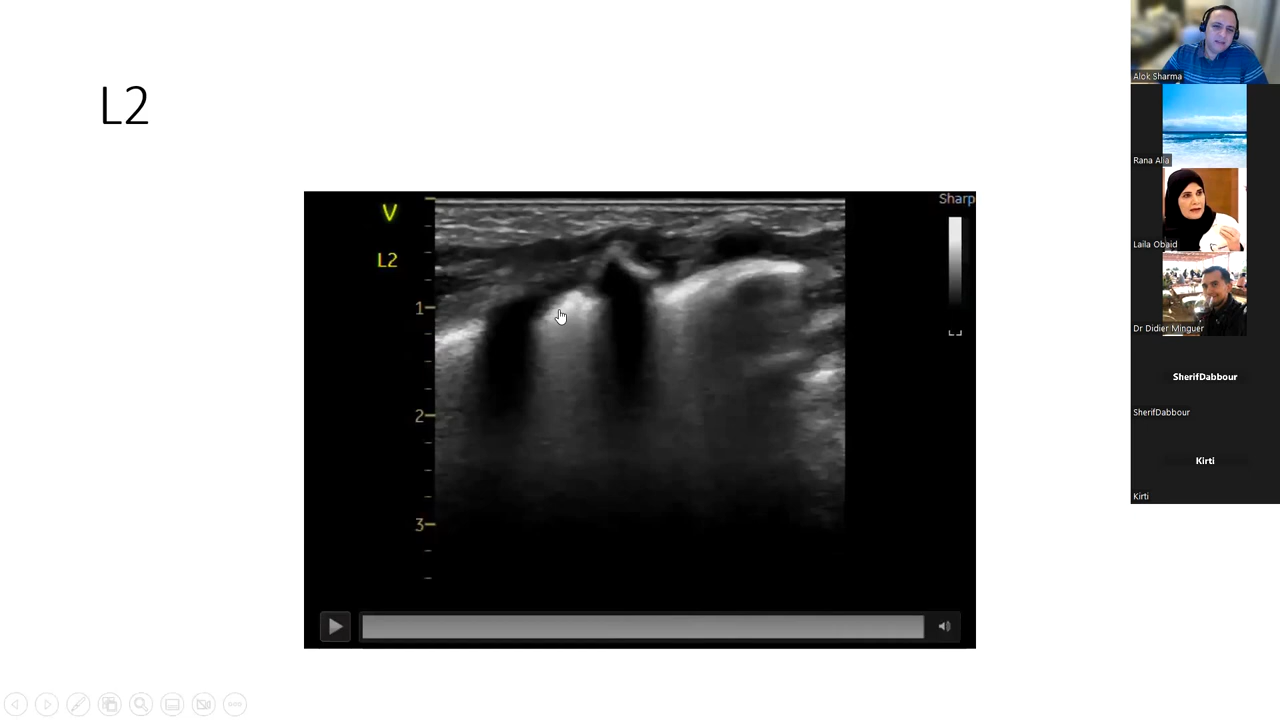 L2
V
L2
Sharp
1
2
3
Alok Sharma
Rana Alia
Laila Obaid
Dr Didier Minguer
SherifDabbour
SherifDabbour
Kirti
Kirti